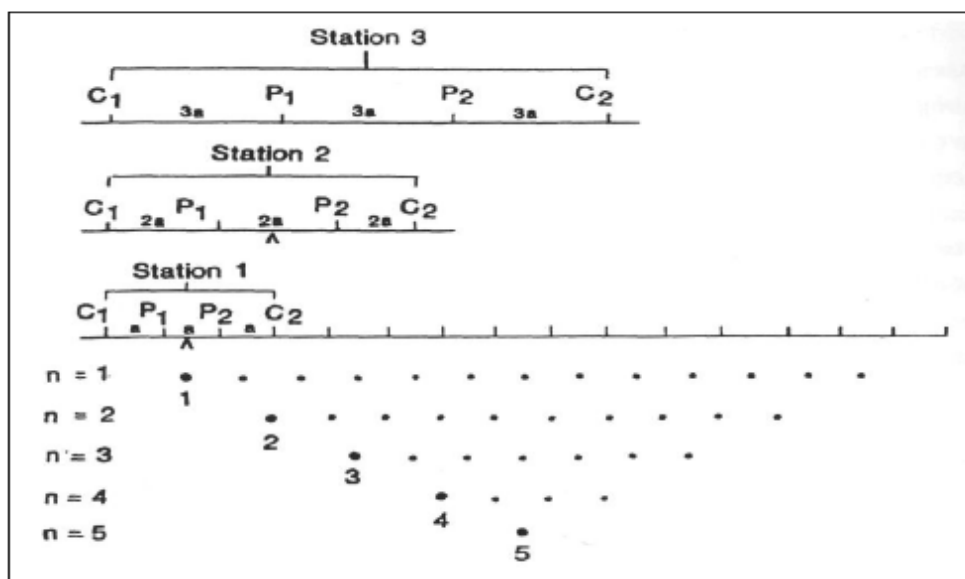 Station 3
C1 P1 P2 C2
3a 3a 3a
Station 2
C1 P1 P2 C2
2a 2a 2a
Station 1
C1 P1 P2 C2
a a a
n = 1
1
n = 2
2
n = 3
3
n = 4
4
n = 5
5